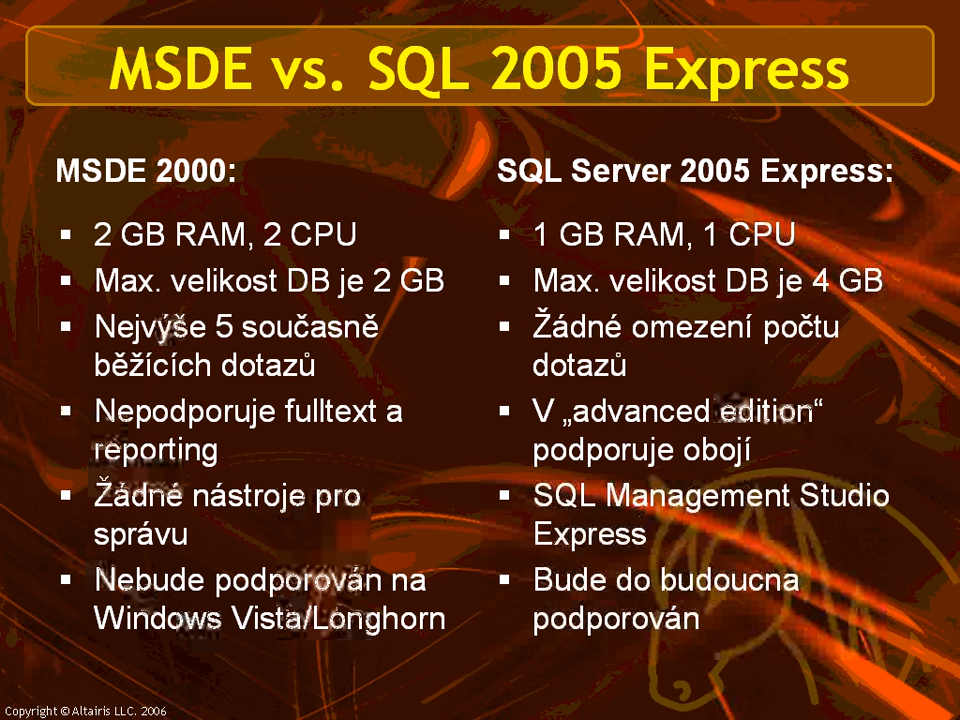 MSDE vs. SQL 2005 Express
MSDE 2000:
▪ 2 GB RAM, 2 CPU
▪ Max. velikost DB je 2 GB
▪ Nejvýše 5 současně
běžících dotazů
▪ Nepodporuje fulltext a
reporting
▪ Žádné nástroje pro
správu
▪ Nebude podporován na
Windows Vista/Longhorn
SQL Server 2005 Express:
▪ 1 GB RAM, 1 CPU
▪ Max. velikost DB je 4 GB
▪ Žádné omezení počtu
dotazů
▪ V „advanced edition“
podporuje obojí
▪ SQL Management Studio
Express
▪ Bude do budoucna
podporován
Copyright © Altairis LLC. 2006